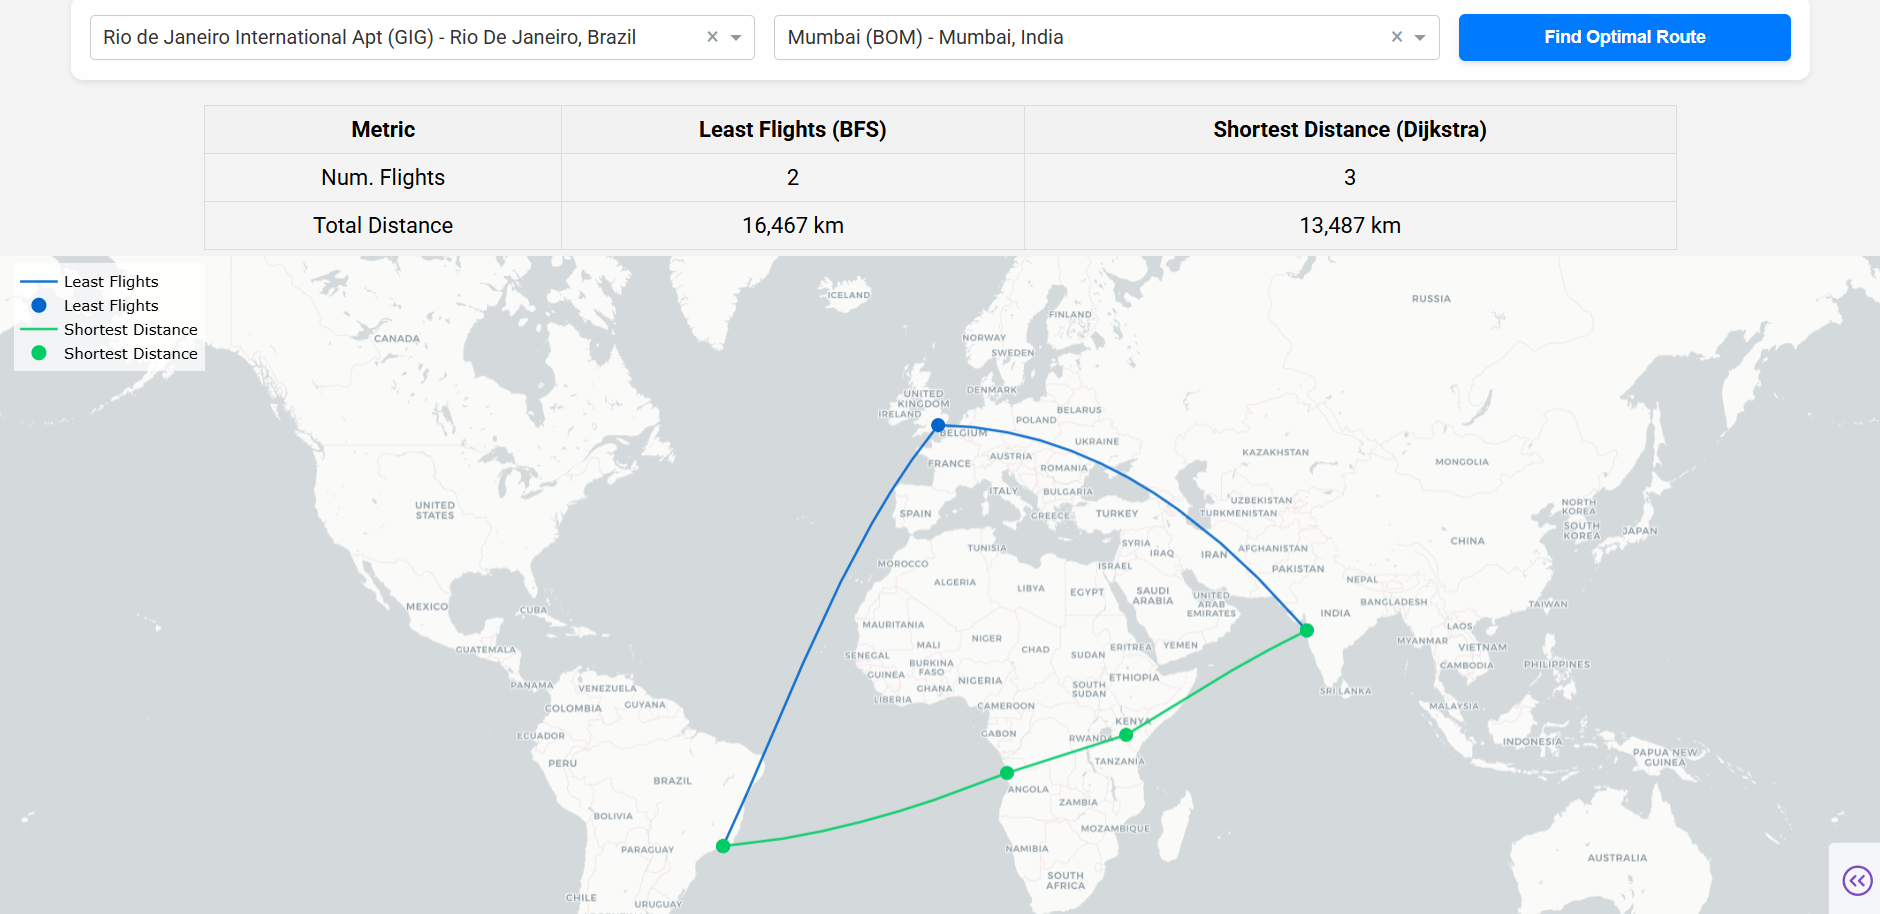 Rio de Janeiro International Apt (GIG) - Rio De Janeiro, Brazil
Mumbai (BOM) - Mumbai, India
Find Optimal Route
Metric
Least Flights (BFS)
Shortest Distance (Dijkstra)
Num. Flights
2
3
Total Distance
16,467 km
13,487 km
Least Flights
Least Flights
Shortest Distance
Shortest Distance
ICELAND
RUSSIA
FINLAND
NORWAY
SWEDEN
CANADA
DENMARK
UNITED
KINGDOM
IRELAND
BELARUS
POLAND
BELGIUM
UKRAINE
FRANCE
AUSTRIA
ROMANIA
KAZAKHSTAN
MONGOLIA
ITALY
BULGARIA
UZBEKISTAN
TURKMENISTAN
NORTH
KOREA
UNITED
STATES
SPAIN
GREECE
TURKEY
SOUTH
KOREA
JAPAN
TUNISIA
SYRIA
IRAQ
IRAN
AFGHANISTAN
CHINA
MOROCCO
ISRAEL
PAKISTAN
NEPAL
ALGERIA
LIBYA
EGYPT
SAUDI
ARABIA
UNITED
ARAB
EMIRATES
INDIA
BANGLADESH
TAIWAN
MEXICO
CUBA
MAURITANIA
MALI
NIGER
CHAD
SUDAN
ERITREA
YEMEN
LAOS
MYANMAR
VIETNAM
GUATEMALA
SENEGAL
BURKINA
FASO
GUINEA
CAMBODIA
PHILIPPINES
PANAMA
VENEZUELA
GHANA
NIGERIA
SOUTH
SUDAN
ETHIOPIA
SRI LANKA
COLOMBIA
GUYANA
LIBERIA
CAMEROON
MALAYSIA
ECUADOR
GABON
KENYA
RWANDA
INDONESIA
PAPUA NEW
GUINEA
PERU
TANZANIA
BRAZIL
ANGOLA
ZAMBIA
BOLIVIA
MOZAMBIQUE
PARAGUAY
NAMIBIA
AUSTRALIA
SOUTH
AFRICA
CHILE
URUGUAY